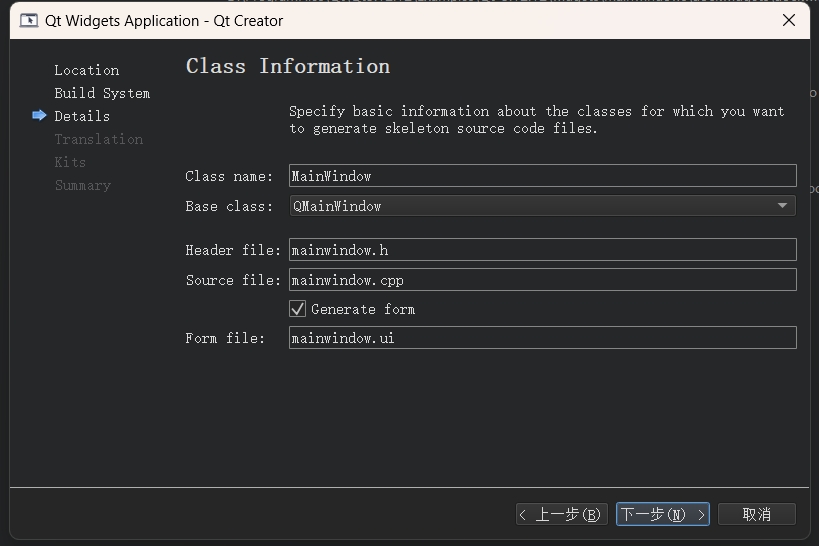 Qt Widgets Application - Qt Creator
Location
Build System
Details
Translation
Kits
Summary
Class Information
Specify basic information about the classes for which you want
to generate skeleton source code files.
Class name: MainWindow
Base class: QMainWindow
Header file: mainwindow.h
Source file: mainwindow.cpp
Generate form
Form file: mainwindow.ui
< 上一步(B) 下一步(N) > 取消